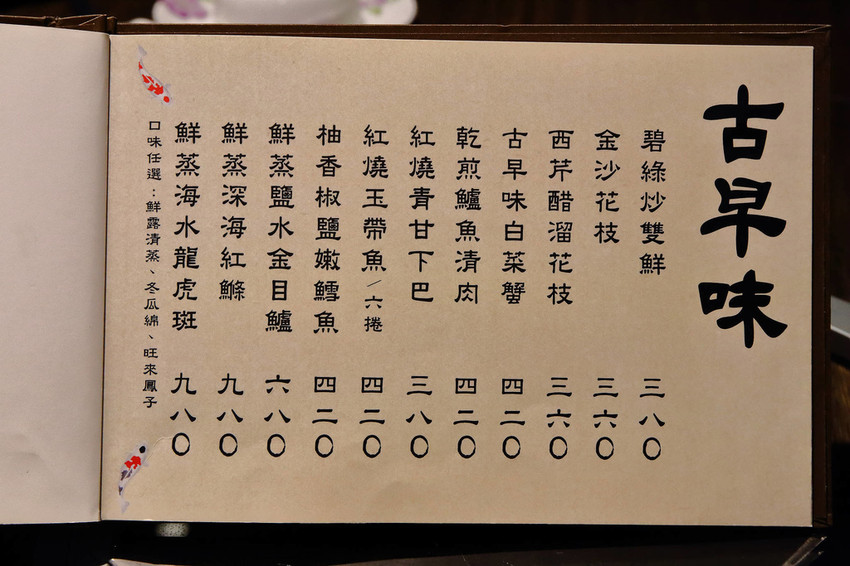 古早味
碧綠炒雙鮮 三八〇
金沙花枝 三六〇
西芹醋溜花枝 三六〇
古早味白菜蟹 四二〇
乾煎鱸魚清肉 四二〇
紅燒青甘下巴 三八〇
紅燒玉帶魚/六捲 四二〇
柚香椒鹽嫩鱈魚 四二〇
鮮蒸鹽水金目鱸 六八〇
鮮蒸深海紅鰷 九八〇
鮮蒸海水龍虎斑 九八〇
口味任選：鮮露清蒸、冬瓜綿、旺來鳳子